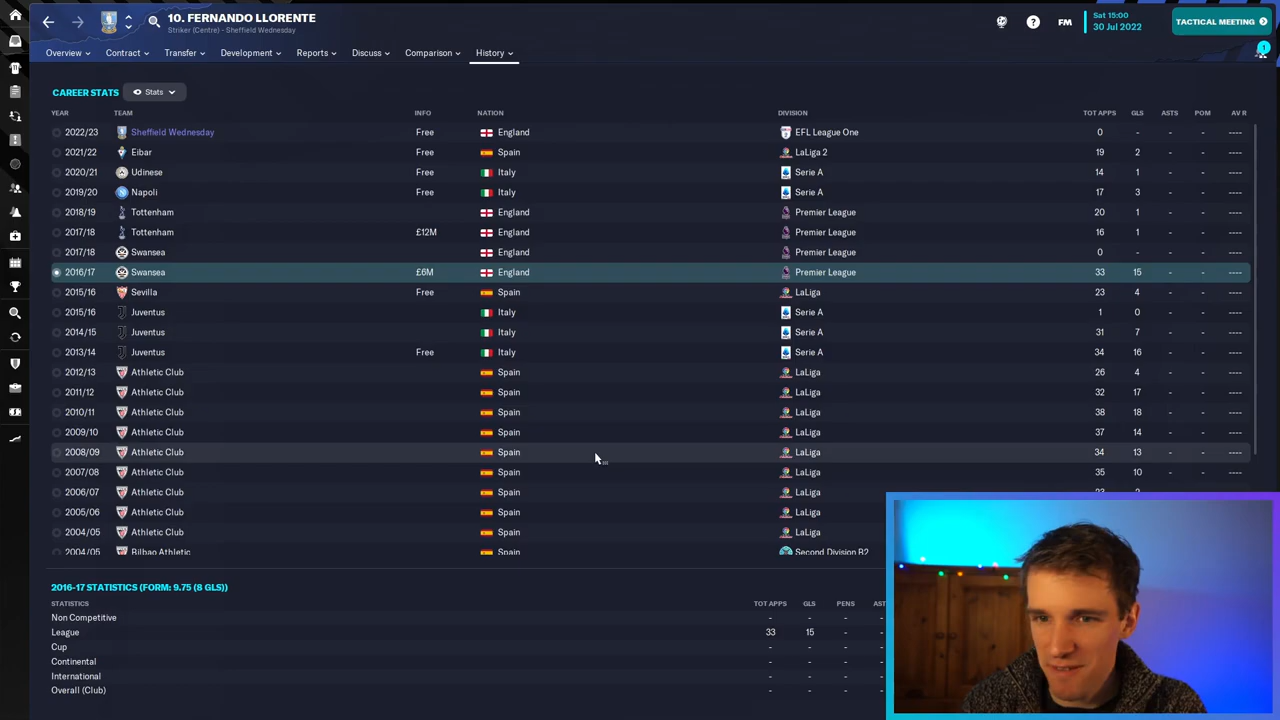 10. FERNANDO LLORENTE
Striker (Centre) - Sheffield Wednesday
FM
Sat 15:00
30 Jul 2022
TACTICAL MEETING
1
Overview Contract Transfer Development Reports Discuss Comparison History
CAREER STATS Stats
YEAR TEAM INFO NATION DIVISION TOT APPS GLS ASTS POM AV R
2022/23 Sheffield Wednesday Free England EFL League One 0 - - ----
2021/22 Eibar Free Spain LaLiga 2 19 2 - - ----
2020/21 Udinese Free Italy Serie A 14 1 - - ----
2019/20 Napoli Free Italy Serie A 17 3 - - ----
2018/19 Tottenham England Premier League 20 1 - - ----
2017/18 Tottenham £12M England Premier League 16 1 - - ----
2017/18 Swansea England Premier League 0 - - ----
2016/17 Swansea £6M England Premier League 33 15 - - ----
2015/16 Sevilla Free Spain LaLiga 23 4 - - ----
2015/16 Juventus Italy Serie A 1 0 - - ----
2014/15 Juventus Italy Serie A 31 7 - - ----
2013/14 Juventus Free Italy Serie A 34 16 - - ----
2012/13 Athletic Club Spain LaLiga 26 4 - - ----
2011/12 Athletic Club Spain LaLiga 32 17 - - ----
2010/11 Athletic Club Spain LaLiga 38 18 - - ----
2009/10 Athletic Club Spain LaLiga 37 14 - - ----
2008/09 Athletic Club Spain LaLiga 34 13 - - ----
2007/08 Athletic Club Spain LaLiga 35 10 - - ----
2006/07 Athletic Club Spain LaLiga
2005/06 Athletic Club Spain LaLiga
2004/05 Athletic Club Spain LaLiga
2004/05 Bilbao Athletic Spain Second Division B2
2016-17 STATISTICS (FORM: 9.75 (8 GLS))
STATISTICS TOT APPS GLS PENS AST
Non Competitive - - - -
League 33 15 - -
Cup - - - -
Continental - - - -
International - - - -
Overall (Club) - - - -